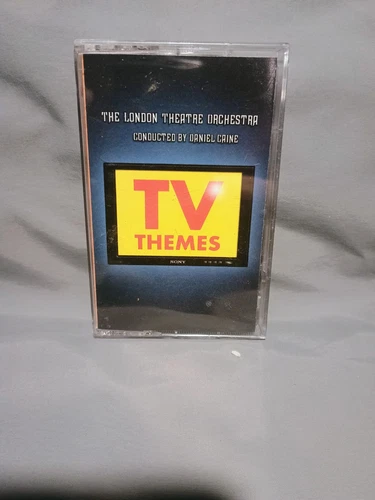 THE LONDON THEATRE ORCHESTRA
CONDUCTED BY DANIEL CAINE
TV
THEMES
SONY